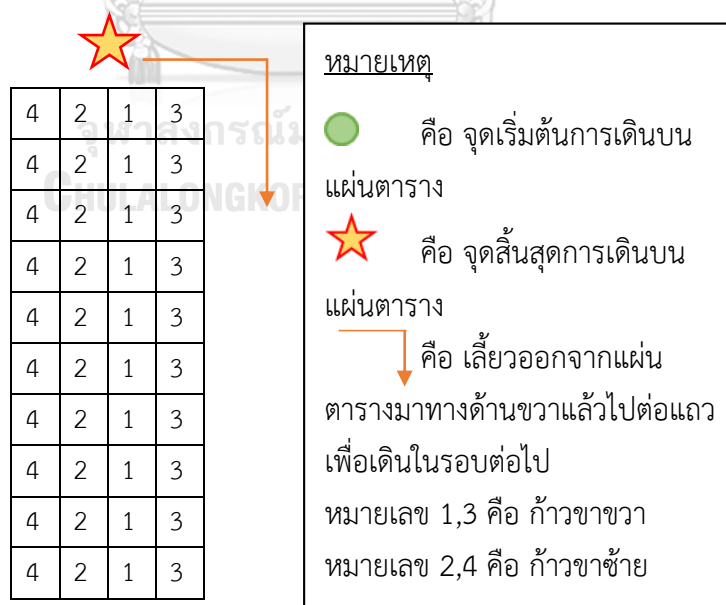 4 2 1 3
4 2 1 3
4 2 1 3
4 2 1 3
4 2 1 3
4 2 1 3
4 2 1 3
4 2 1 3
4 2 1 3
4 2 1 3
หมายเหตุ
คือ จุดเริ่มต้นการเดินบน
แผ่นตาราง
คือ จุดสิ้นสุดการเดินบน
แผ่นตาราง
คือ เลี้ยวออกจากแผ่น
ตารางมาทางด้านขวาแล้วไปต่อแถว
เพื่อเดินในรอบต่อไป
หมายเลข 1,3 คือ ก้าวขาขวา
หมายเลข 2,4 คือ ก้าวขาซ้าย